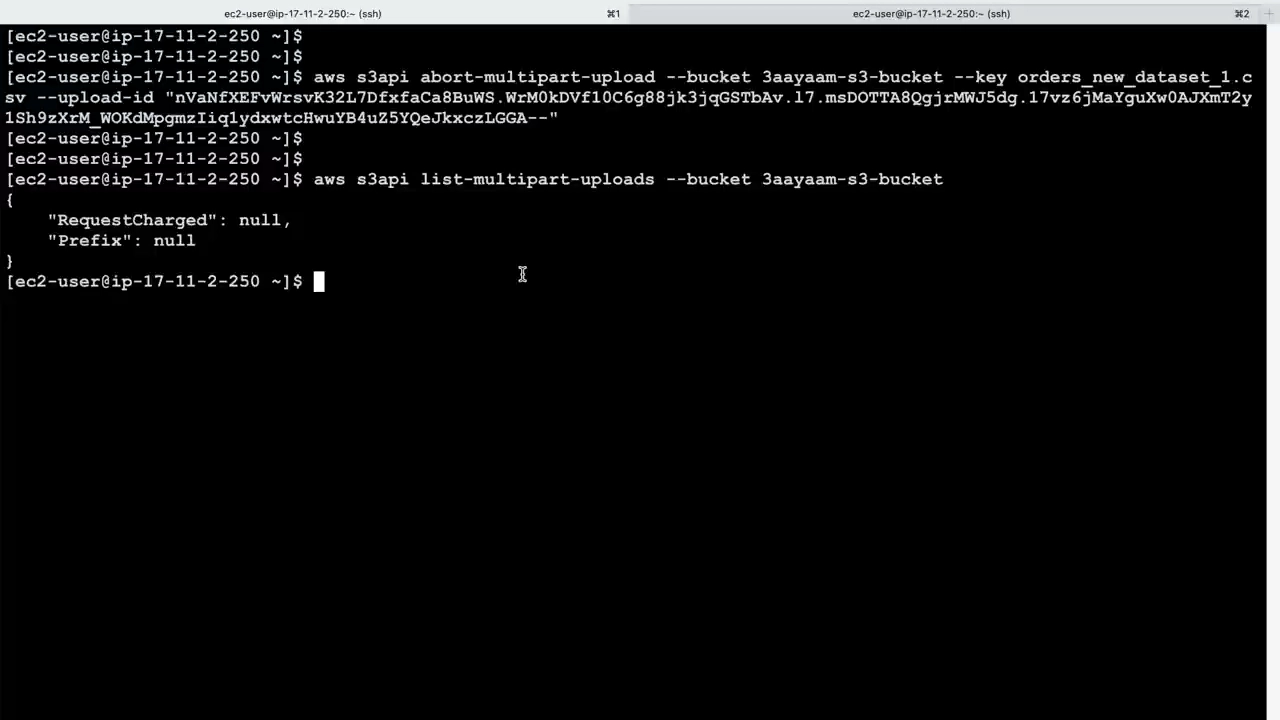 ec2-user@ip-17-11-2-250:~ (ssh) ⌘1 ec2-user@ip-17-11-2-250:~ (ssh) ⌘2 +
[ec2-user@ip-17-11-2-250 ~]$
[ec2-user@ip-17-11-2-250 ~]$
[ec2-user@ip-17-11-2-250 ~]$ aws s3api abort-multipart-upload --bucket 3aayaam-s3-bucket --key orders_new_dataset_1.c
sv --upload-id "nVaNfXEFvWrsvK32L7DfxfaCa8BuWS.WrM0kDVf10C6g88jk3jqGSTbAv.l7.msDOTTA8QgjrMWJ5dg.17vz6jMaYguXw0AJXmT2y
1Sh9zXrM_WOKdMpgmzIiq1ydxwtcHwuYB4uZ5YQeJkxczLGGA--"
[ec2-user@ip-17-11-2-250 ~]$
[ec2-user@ip-17-11-2-250 ~]$
[ec2-user@ip-17-11-2-250 ~]$ aws s3api list-multipart-uploads --bucket 3aayaam-s3-bucket
{
    "RequestCharged": null,
    "Prefix": null
}
[ec2-user@ip-17-11-2-250 ~]$